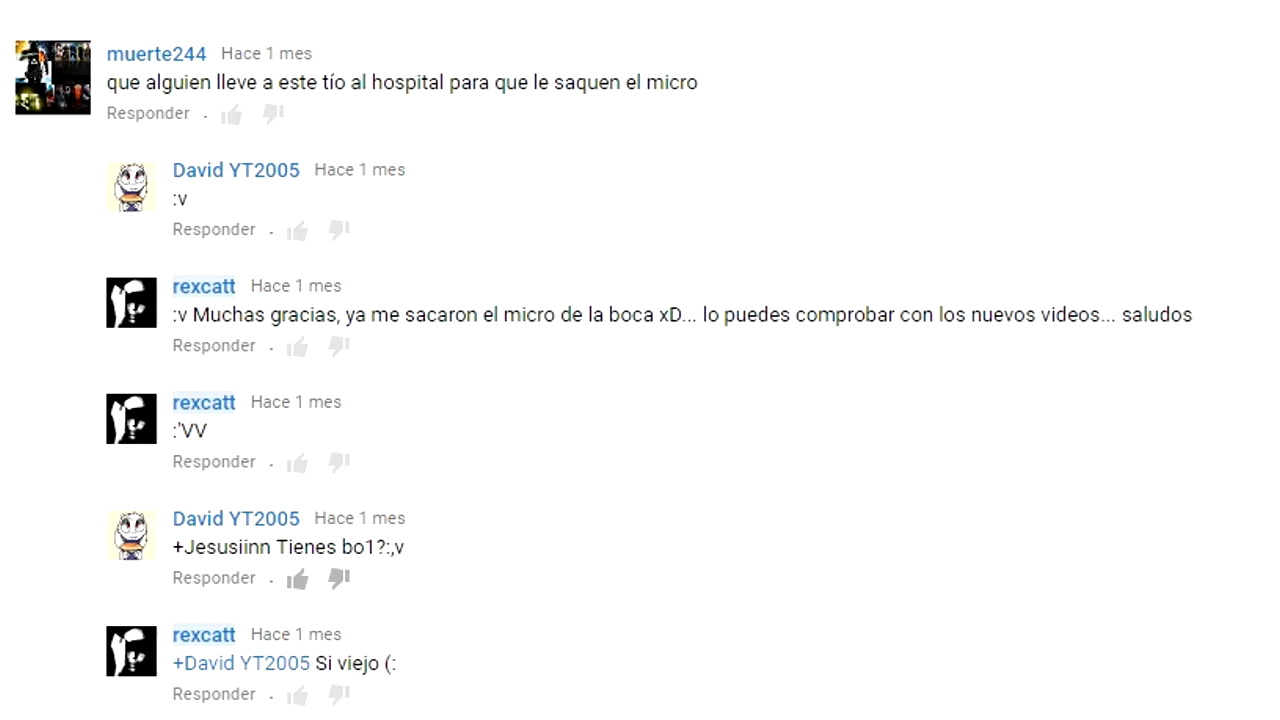 muerte244 Hace 1 mes
que alguien lleve a este tío al hospital para que le saquen el micro
Responder .
David YT2005 Hace 1 mes
:v
Responder .
rexcatt Hace 1 mes
:v Muchas gracias, ya me sacaron el micro de la boca xD... lo puedes comprobar con los nuevos videos... saludos
Responder .
rexcatt Hace 1 mes
:'VV
Responder .
David YT2005 Hace 1 mes
+Jesusiinn Tienes bo1?:,v
Responder .
rexcatt Hace 1 mes
+David YT2005 Si viejo (:
Responder .